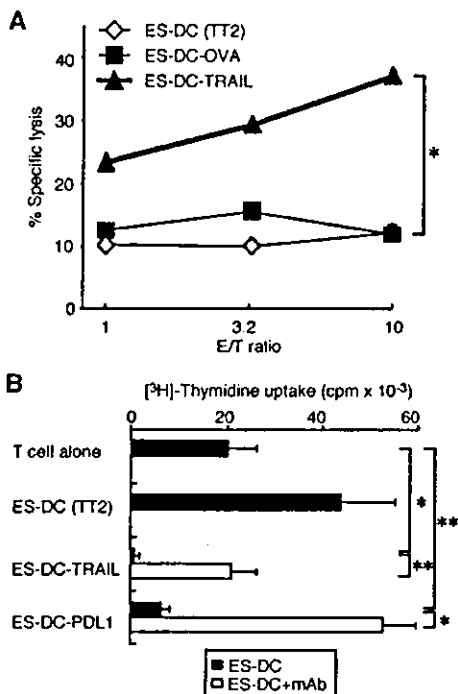 A
ES-DC (TT2)
ES-DC-OVA
ES-DC-TRAIL
% Specific lysis
40
30
20
10
0
*
1
3.2
10
E/T ratio
B
[³H]-Thymidine uptake (cpm x 10⁻³)
0
20
40
60
T cell alone
ES-DC (TT2)
ES-DC-TRAIL
ES-DC-PDL1
*
**
**
*
ES-DC
ES-DC+mAb